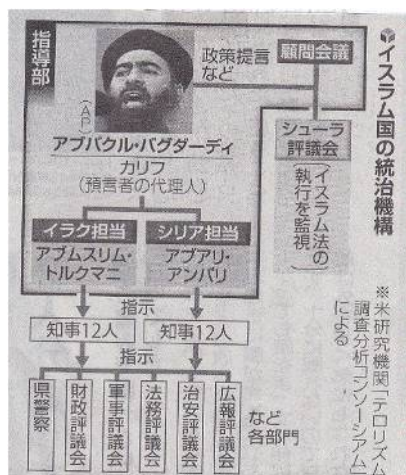 イスラム国の統治機構
指導部
(AP)
アブバクル・バグダーディ
カリフ
(預言者の代理人)
政策提言
など
顧問会議
シューラ
評議会
(イスラム法の
執行を監視)
イラク担当
アブムスリム・
トルクマニ
シリア担当
アブアリ・
アンバリ
指示
知事12人
知事12人
指示
県警察
財政評議会
軍事評議会
法務評議会
治安評議会
広報評議会
など
各部門
※米研究機関「テロリズム
調査分析コンソーシアム」
による